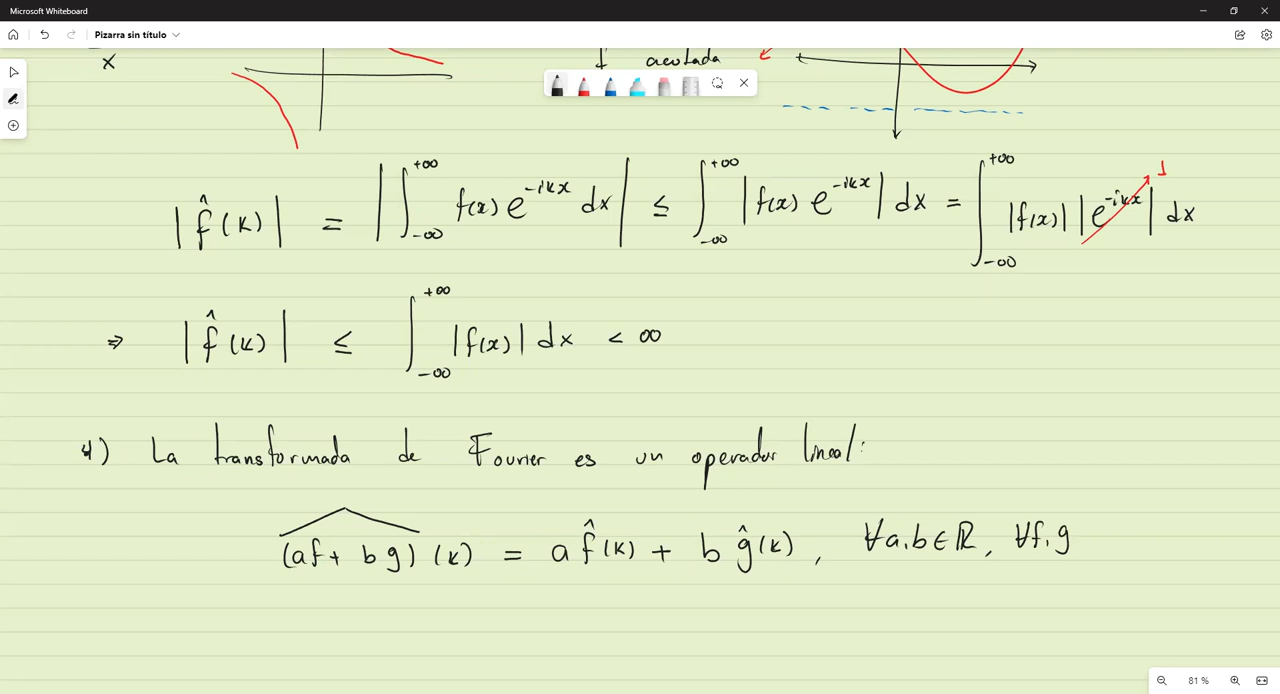 Microsoft Whiteboard
Pizarra sin título
x
acotada
|f̂(k)| = |∫_{-∞}^{+∞} f(x) e^{-ikx} dx| ≤ ∫_{-∞}^{+∞} |f(x) e^{-ikx}| dx = ∫_{-∞}^{+∞} |f(x)| |e^{-ikx}| dx
1
⇒ |f̂(k)| ≤ ∫_{-∞}^{+∞} |f(x)| dx < ∞
4) La transformada de Fourier es un operador lineal:
\widehat{(af + bg)}(k) = a f̂(k) + b ĝ(k), ∀a,b∈ℝ, ∀f,g
81 %